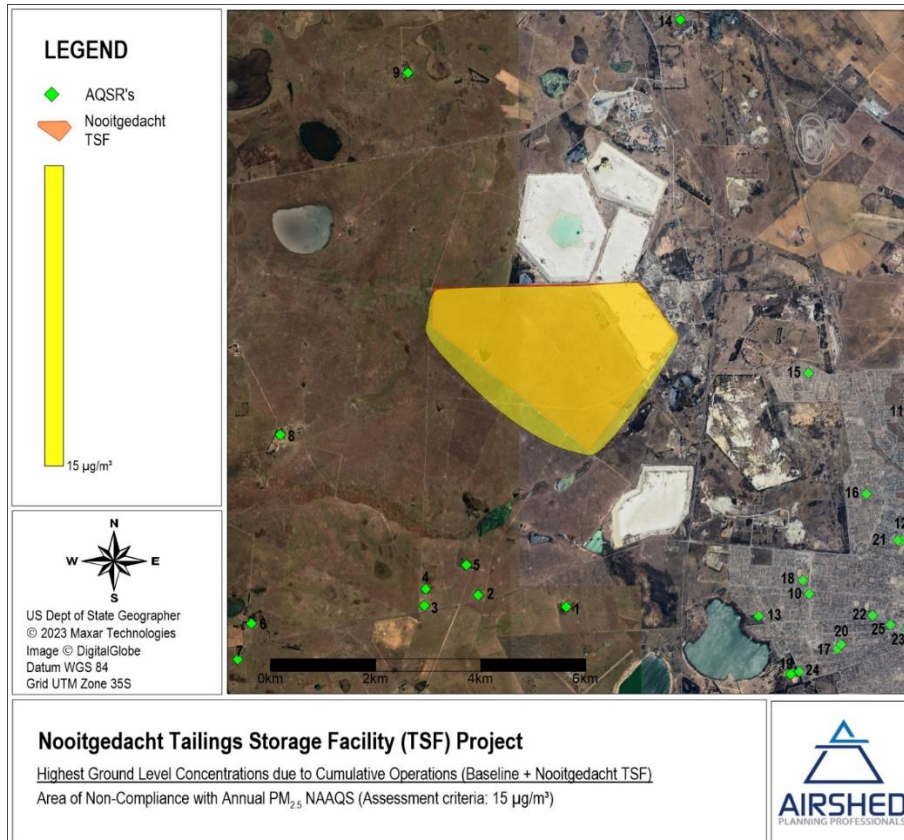 LEGEND
AQSR's
Nooitgedacht
TSF
15 µg/m³
N
W
E
S
US Dept of State Geographer
© 2023 Maxar Technologies
Image © DigitalGlobe
Datum WGS 84
Grid UTM Zone 35S
14
9
15
11
8
16
12
21
5
4
18
3
2
1
10
6
13
22
25
23
20
17
7
19
24
0km
2km
4km
6km
Nooitgedacht Tailings Storage Facility (TSF) Project
Highest Ground Level Concentrations due to Cumulative Operations (Baseline + Nooitgedacht TSF)
Area of Non-Compliance with Annual PM₂.₅ NAAQS (Assessment criteria: 15 µg/m³)
AIRSHED
PLANNING PROFESSIONALS